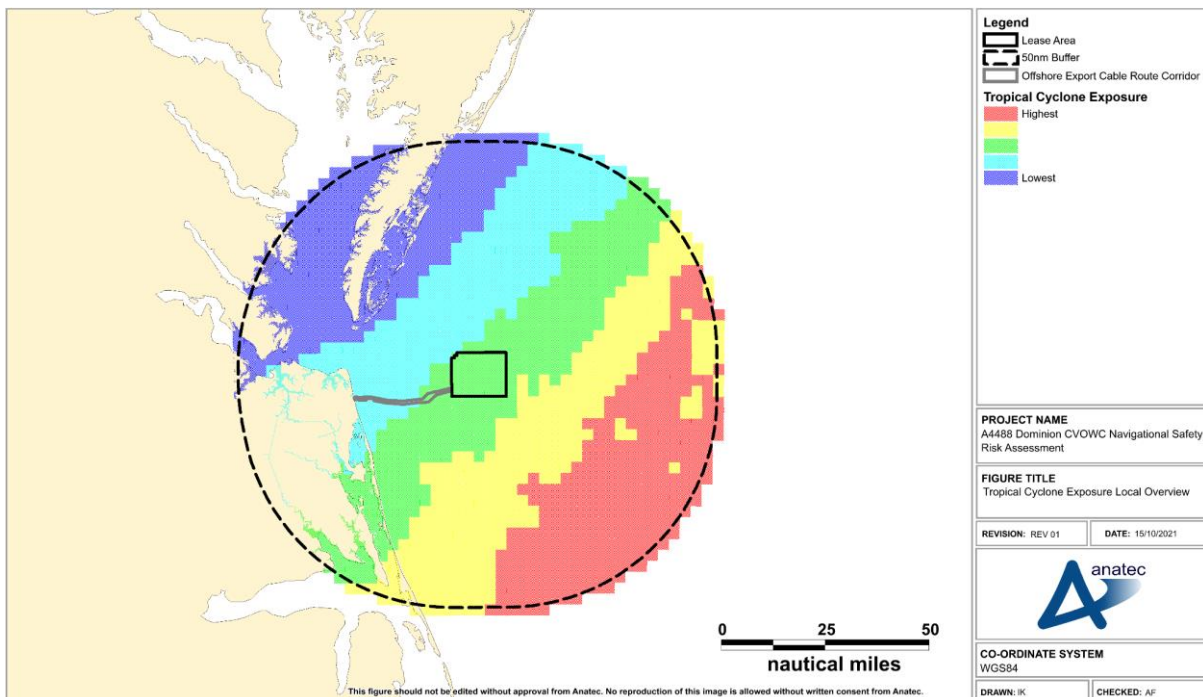 Legend
Lease Area
50nm Buffer
Offshore Export Cable Route Corridor
Tropical Cyclone Exposure
Highest
Lowest
PROJECT NAME
A4488 Dominion CVOWC Navigational Safety
Risk Assessment
FIGURE TITLE
Tropical Cyclone Exposure Local Overview
REVISION: REV 01
DATE: 15/10/2021
anatec
CO-ORDINATE SYSTEM
WGS84
DRAWN: IK
CHECKED: AF
0 25 50
nautical miles
This figure should not be edited without approval from Anatec. No reproduction of this image is allowed without written consent from Anatec.